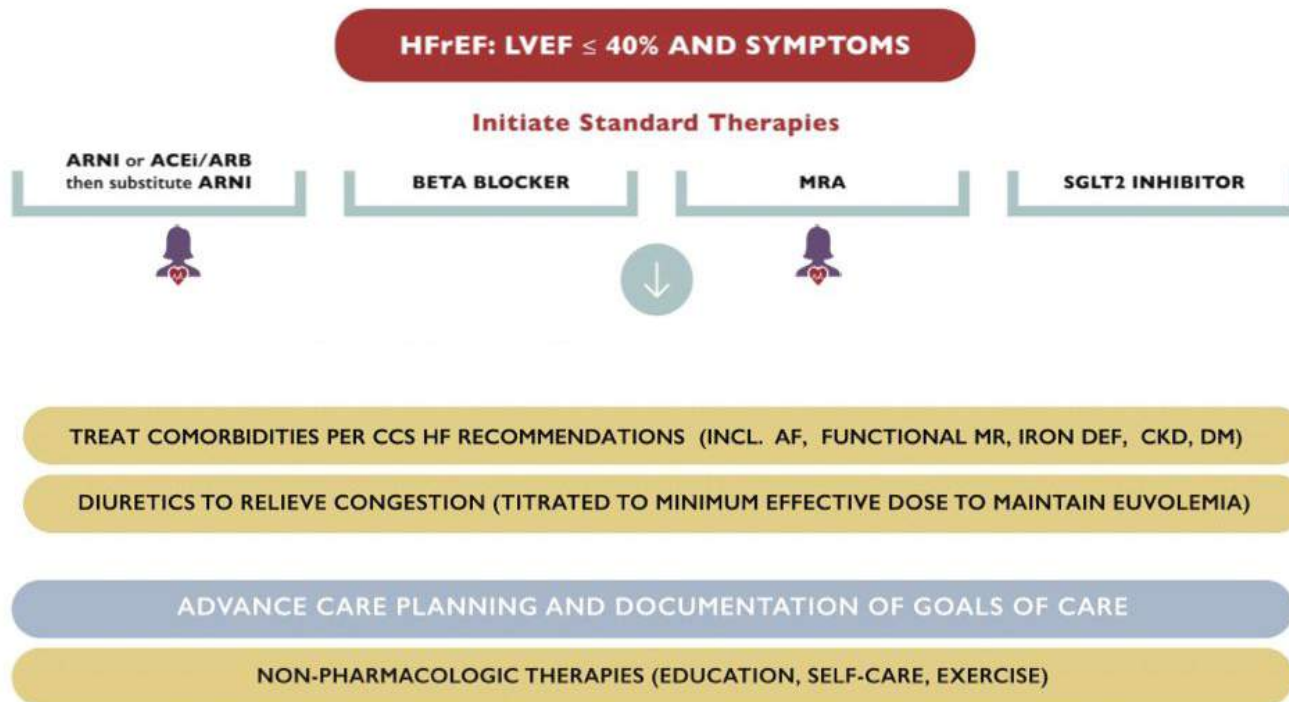 HFrEF: LVEF ≤ 40% AND SYMPTOMS
Initiate Standard Therapies
ARNI or ACEi/ARB
then substitute ARNI
BETA BLOCKER
MRA
SGLT2 INHIBITOR
TREAT COMORBIDITIES PER CCS HF RECOMMENDATIONS (INCL. AF, FUNCTIONAL MR, IRON DEF, CKD, DM)
DIURETICS TO RELIEVE CONGESTION (TITRATED TO MINIMUM EFFECTIVE DOSE TO MAINTAIN EUVOLEMIA)
ADVANCE CARE PLANNING AND DOCUMENTATION OF GOALS OF CARE
NON-PHARMACOLOGIC THERAPIES (EDUCATION, SELF-CARE, EXERCISE)